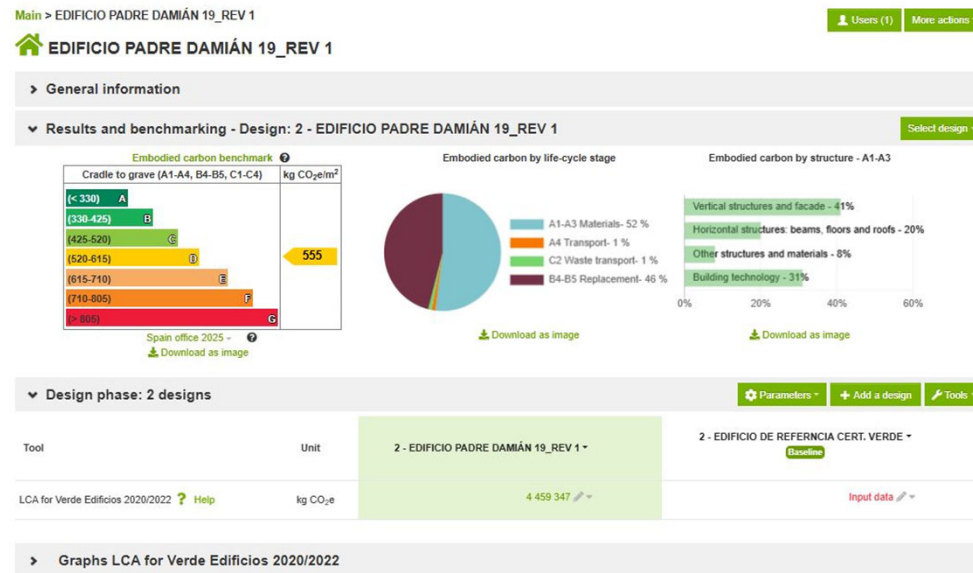 Main > EDIFICIO PADRE DAMIÁN 19_REV 1
Users (1)
More actions
EDIFICIO PADRE DAMIÁN 19_REV 1
General information
Results and benchmarking - Design: 2 - EDIFICIO PADRE DAMIÁN 19_REV 1
Select design
Embodied carbon benchmark
Cradle to grave (A1-A4, B4-B5, C1-C4) kg CO₂e/m²
(< 330) A
(330-425) B
(425-520) C
(520-615) D
555
(615-710) E
(710-805) F
(> 805) G
Spain office 2025 -
Download as image
Embodied carbon by life-cycle stage
A1-A3 Materials- 52 %
A4 Transport- 1 %
C2 Waste transport- 1 %
B4-B5 Replacement- 46 %
Download as image
Embodied carbon by structure - A1-A3
Vertical structures and facade - 41%
Horizontal structures: beams, floors and roofs - 20%
Other structures and materials - 8%
Building technology - 31%
0% 20% 40% 60%
Download as image
Design phase: 2 designs
Parameters
+ Add a design
Tools
Tool Unit 2 - EDIFICIO PADRE DAMIÁN 19_REV 1 2 - EDIFICIO DE REFERNCIA CERT. VERDE
Baseline
LCA for Verde Edificios 2020/2022 ? Help kg CO₂e 4 459 347 Input data
Graphs LCA for Verde Edificios 2020/2022